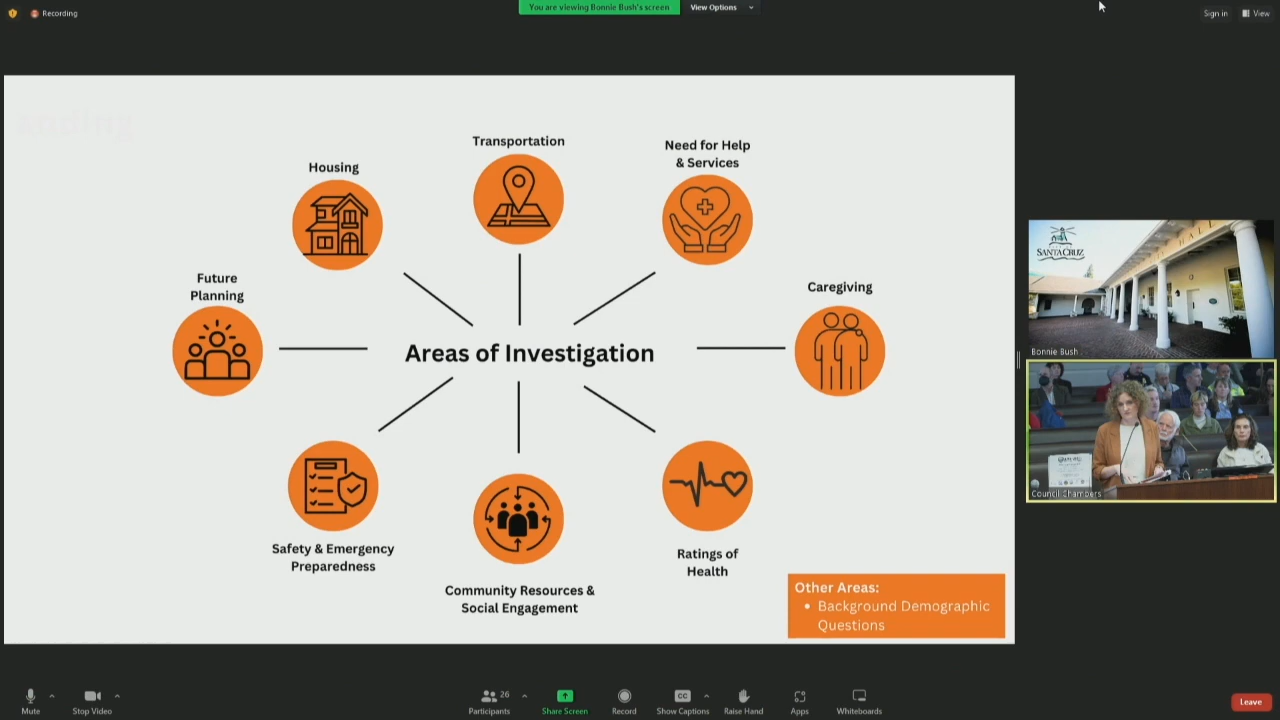 Recording
You are viewing Bonnie Bush's screen
View Options
Sign in
View
anding
Transportation
Need for Help
& Services
Housing
Future
Planning
Caregiving
Areas of Investigation
Safety & Emergency
Preparedness
Community Resources &
Social Engagement
Ratings of
Health
Other Areas:
• Background Demographic
Questions
SANTA CRUZ
Bonnie Bush
Council Chambers
Mute
Stop Video
26
Participants
Share Screen
Record
CC
Show Captions
Raise Hand
Apps
Whiteboards
Leave